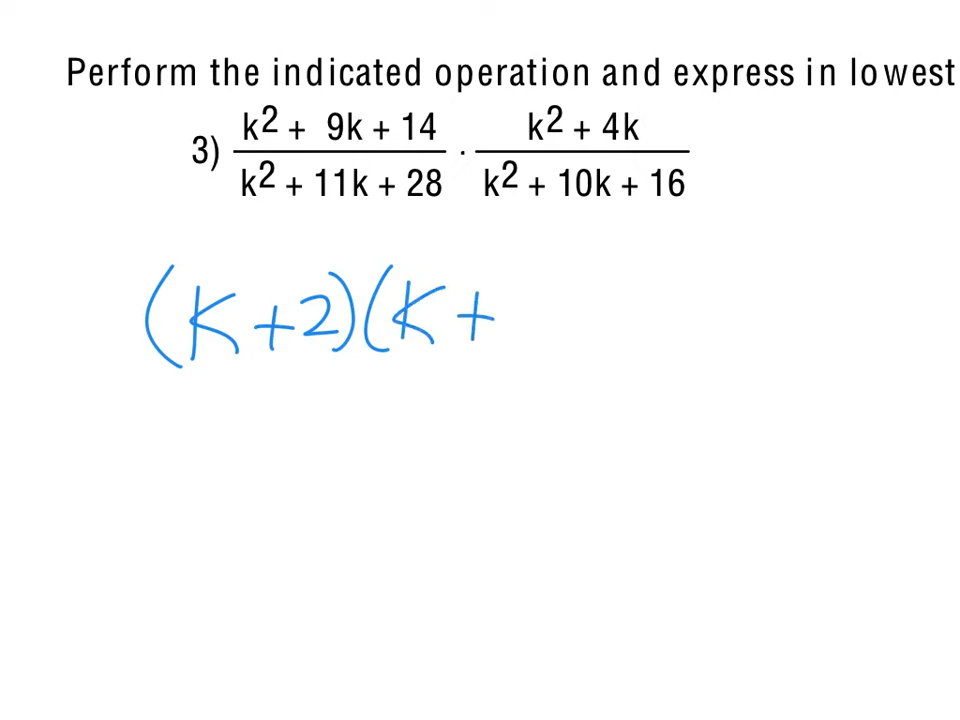 Perform the indicated operation and express in lowest
3) k² + 9k + 14 / k² + 11k + 28 · k² + 4k / k² + 10k + 16
(K+2)(K+